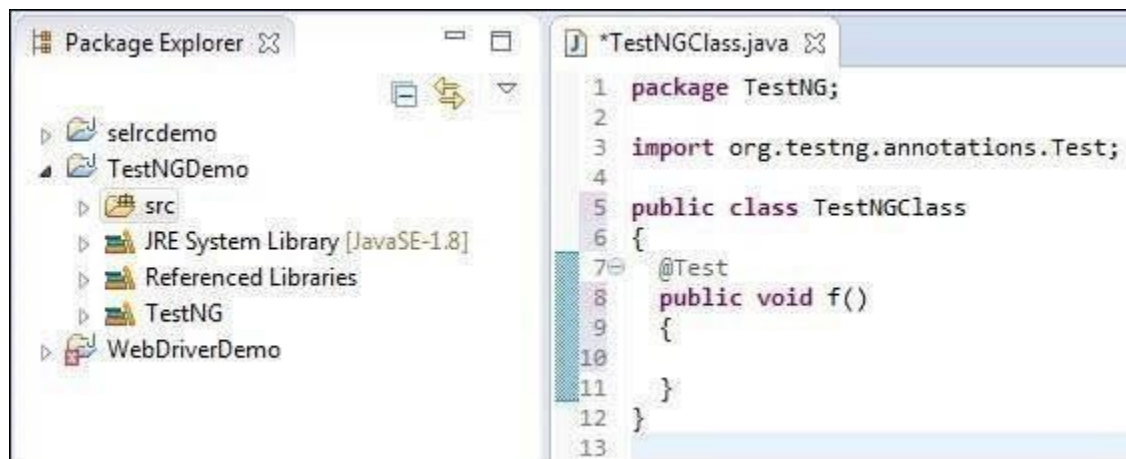 Package Explorer
selrcdemo
TestNGDemo
src
JRE System Library [JavaSE-1.8]
Referenced Libraries
TestNG
WebDriverDemo
*TestNGClass.java
1 package TestNG;
2
3 import org.testng.annotations.Test;
4
5 public class TestNGClass
6 {
7 @Test
8 public void f()
9 {
10
11 }
12 }
13